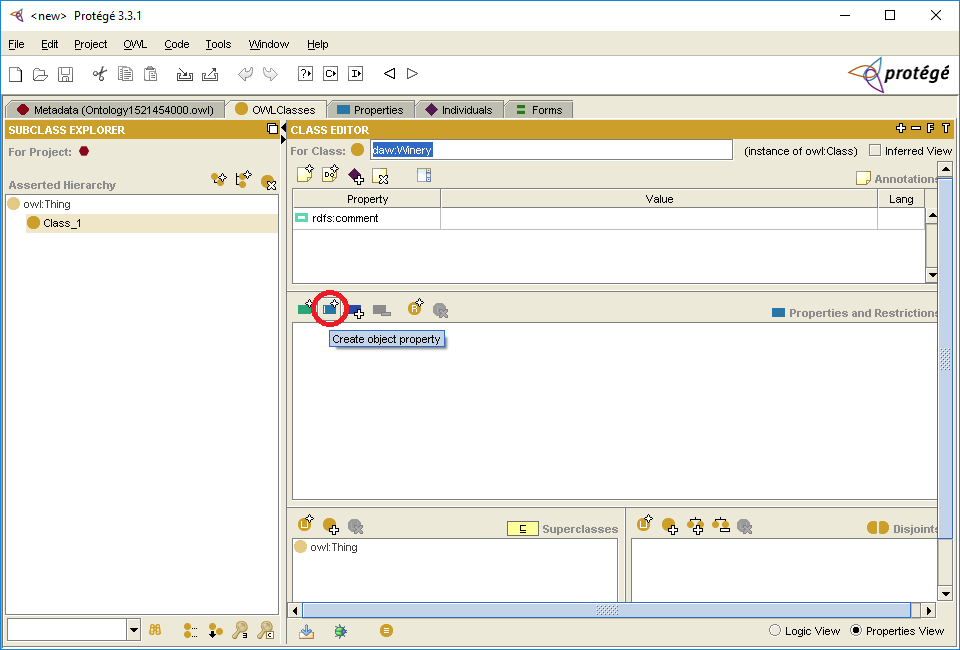 <new> Protégé 3.3.1
File Edit Project OWL Code Tools Window Help
protégé
Metadata (Ontology1521454000.owl) OWLClasses Properties Individuals Forms
SUBCLASS EXPLORER
For Project:
Asserted Hierarchy
owl:Thing
Class_1
CLASS EDITOR
For Class: daw:Winery (instance of owl:Class) Inferred View
Annotations
Property Value Lang
rdfs:comment
Properties and Restrictions
Create object property
Superclasses
owl:Thing
Disjoints
Logic View Properties View